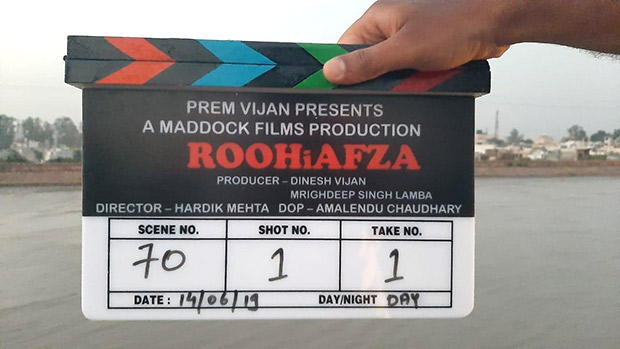 PREM VIJAN PRESENTS
A MADDOCK FILMS PRODUCTION
ROOHiAFZA
PRODUCER – DINESH VIJAN
MRIGHDEEP SINGH LAMBA
DIRECTOR – HARDIK MEHTA DOP – AMALENDU CHAUDHARY
SCENE NO. SHOT NO. TAKE NO.
70 1 1
DATE : 14/06/19 DAY/NIGHT DAY